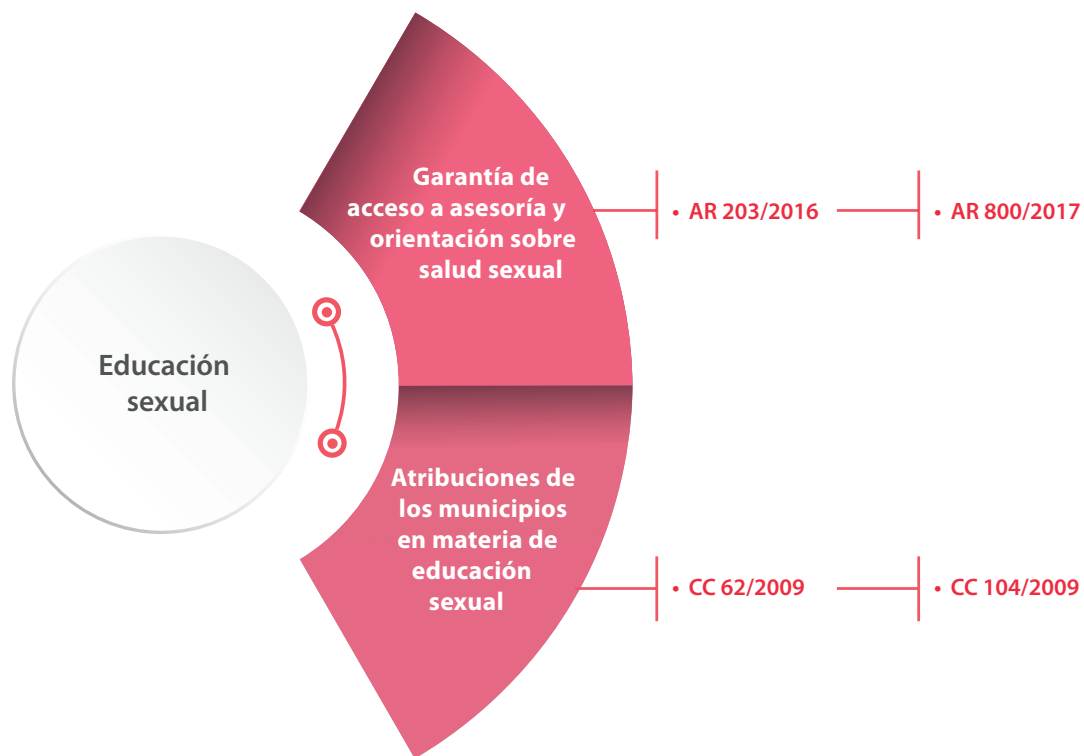 Educación
sexual
Garantía de
acceso a asesoría y
orientación sobre
salud sexual
• AR 203/2016
• AR 800/2017
Atribuciones de
los municipios
en materia de
educación
sexual
• CC 62/2009
• CC 104/2009